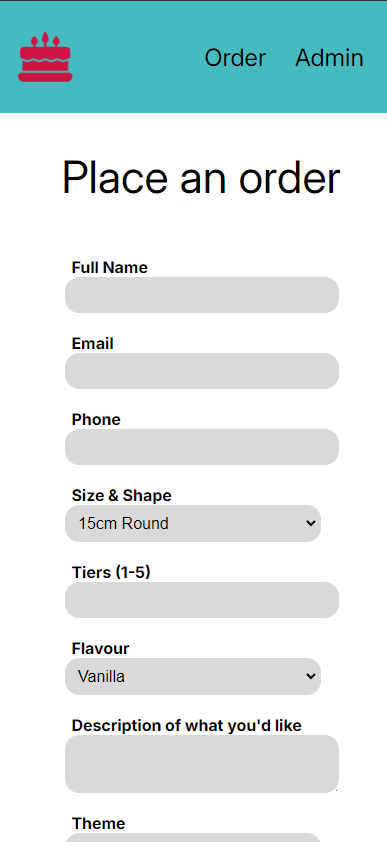 Order Admin
Place an order
Full Name
Email
Phone
Size & Shape
15cm Round
Tiers (1-5)
Flavour
Vanilla
Description of what you'd like
Theme